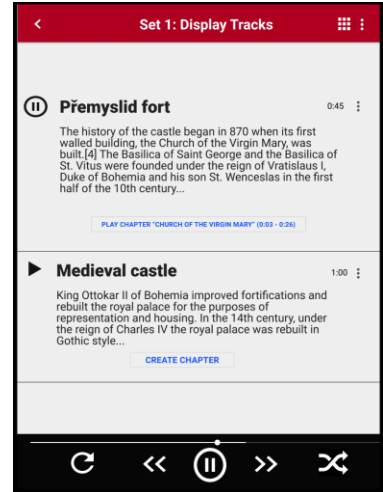 Set 1: Display Tracks
Přemyslid fort
0:45
The history of the castle began in 870 when its first
walled building, the Church of the Virgin Mary, was
built.[4] The Basilica of Saint George and the Basilica of
St. Vitus were founded under the reign of Vratislaus I,
Duke of Bohemia and his son St. Wenceslas in the first
half of the 10th century...
PLAY CHAPTER "CHURCH OF THE VIRGIN MARY" (0:03 - 0:26)
Medieval castle
1:00
King Ottokar II of Bohemia improved fortifications and
rebuilt the royal palace for the purposes of
representation and housing. In the 14th century, under
the reign of Charles IV the royal palace was rebuilt in
Gothic style...
CREATE CHAPTER